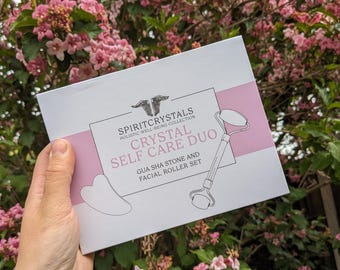 SPIRITCRYSTALS
HOLISTIC WELL-BEING COLLECTION
CRYSTAL
SELF CARE DUO
GUA SHA STONE AND
FACIAL ROLLER SET